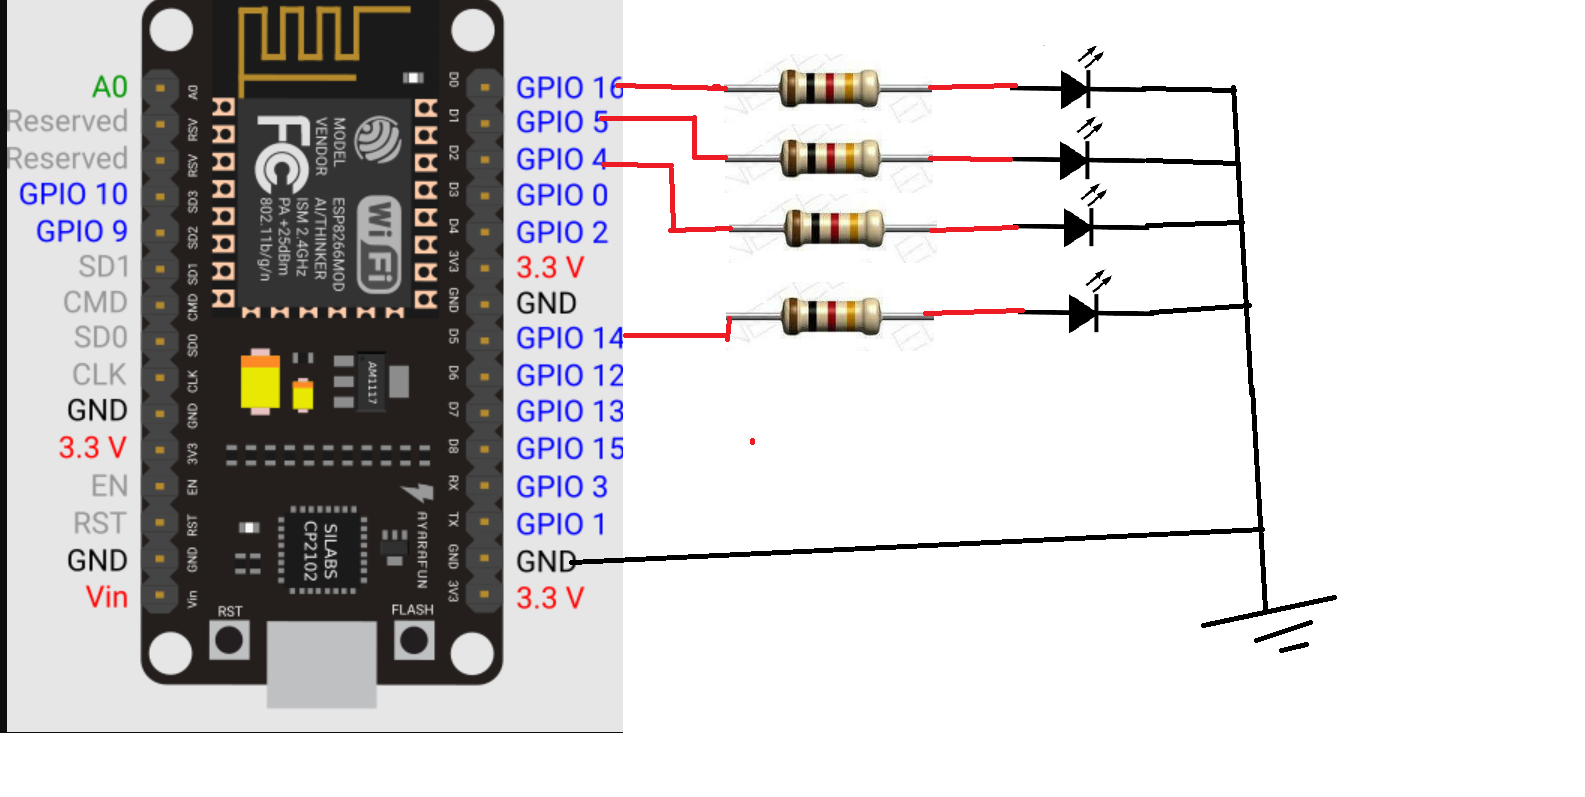 A0
Reserved
Reserved
GPIO 10
GPIO 9
SD1
CMD
SD0
CLK
GND
3.3 V
EN
RST
GND
Vin
A0
RSV
RSV
SD3
SD2
SD1
CMD
SD0
CLK
GND
3V3
EN
RST
GND
Vin
MODEL
VENDOR
FC
WiFi
ESP8266MOD
AI/THINKER
ISM 2.4GHz
PA +25dBm
802.11b/g/n
AM1117
SILABS
CP2102
AYARAFUN
RST
FLASH
D0
D1
D2
D3
D4
3V3
GND
D5
D6
D7
D8
RX
TX
GND
3V3
GPIO 16
GPIO 5
GPIO 4
GPIO 0
GPIO 2
3.3 V
GND
GPIO 14
GPIO 12
GPIO 13
GPIO 15
GPIO 3
GPIO 1
GND
3.3 V